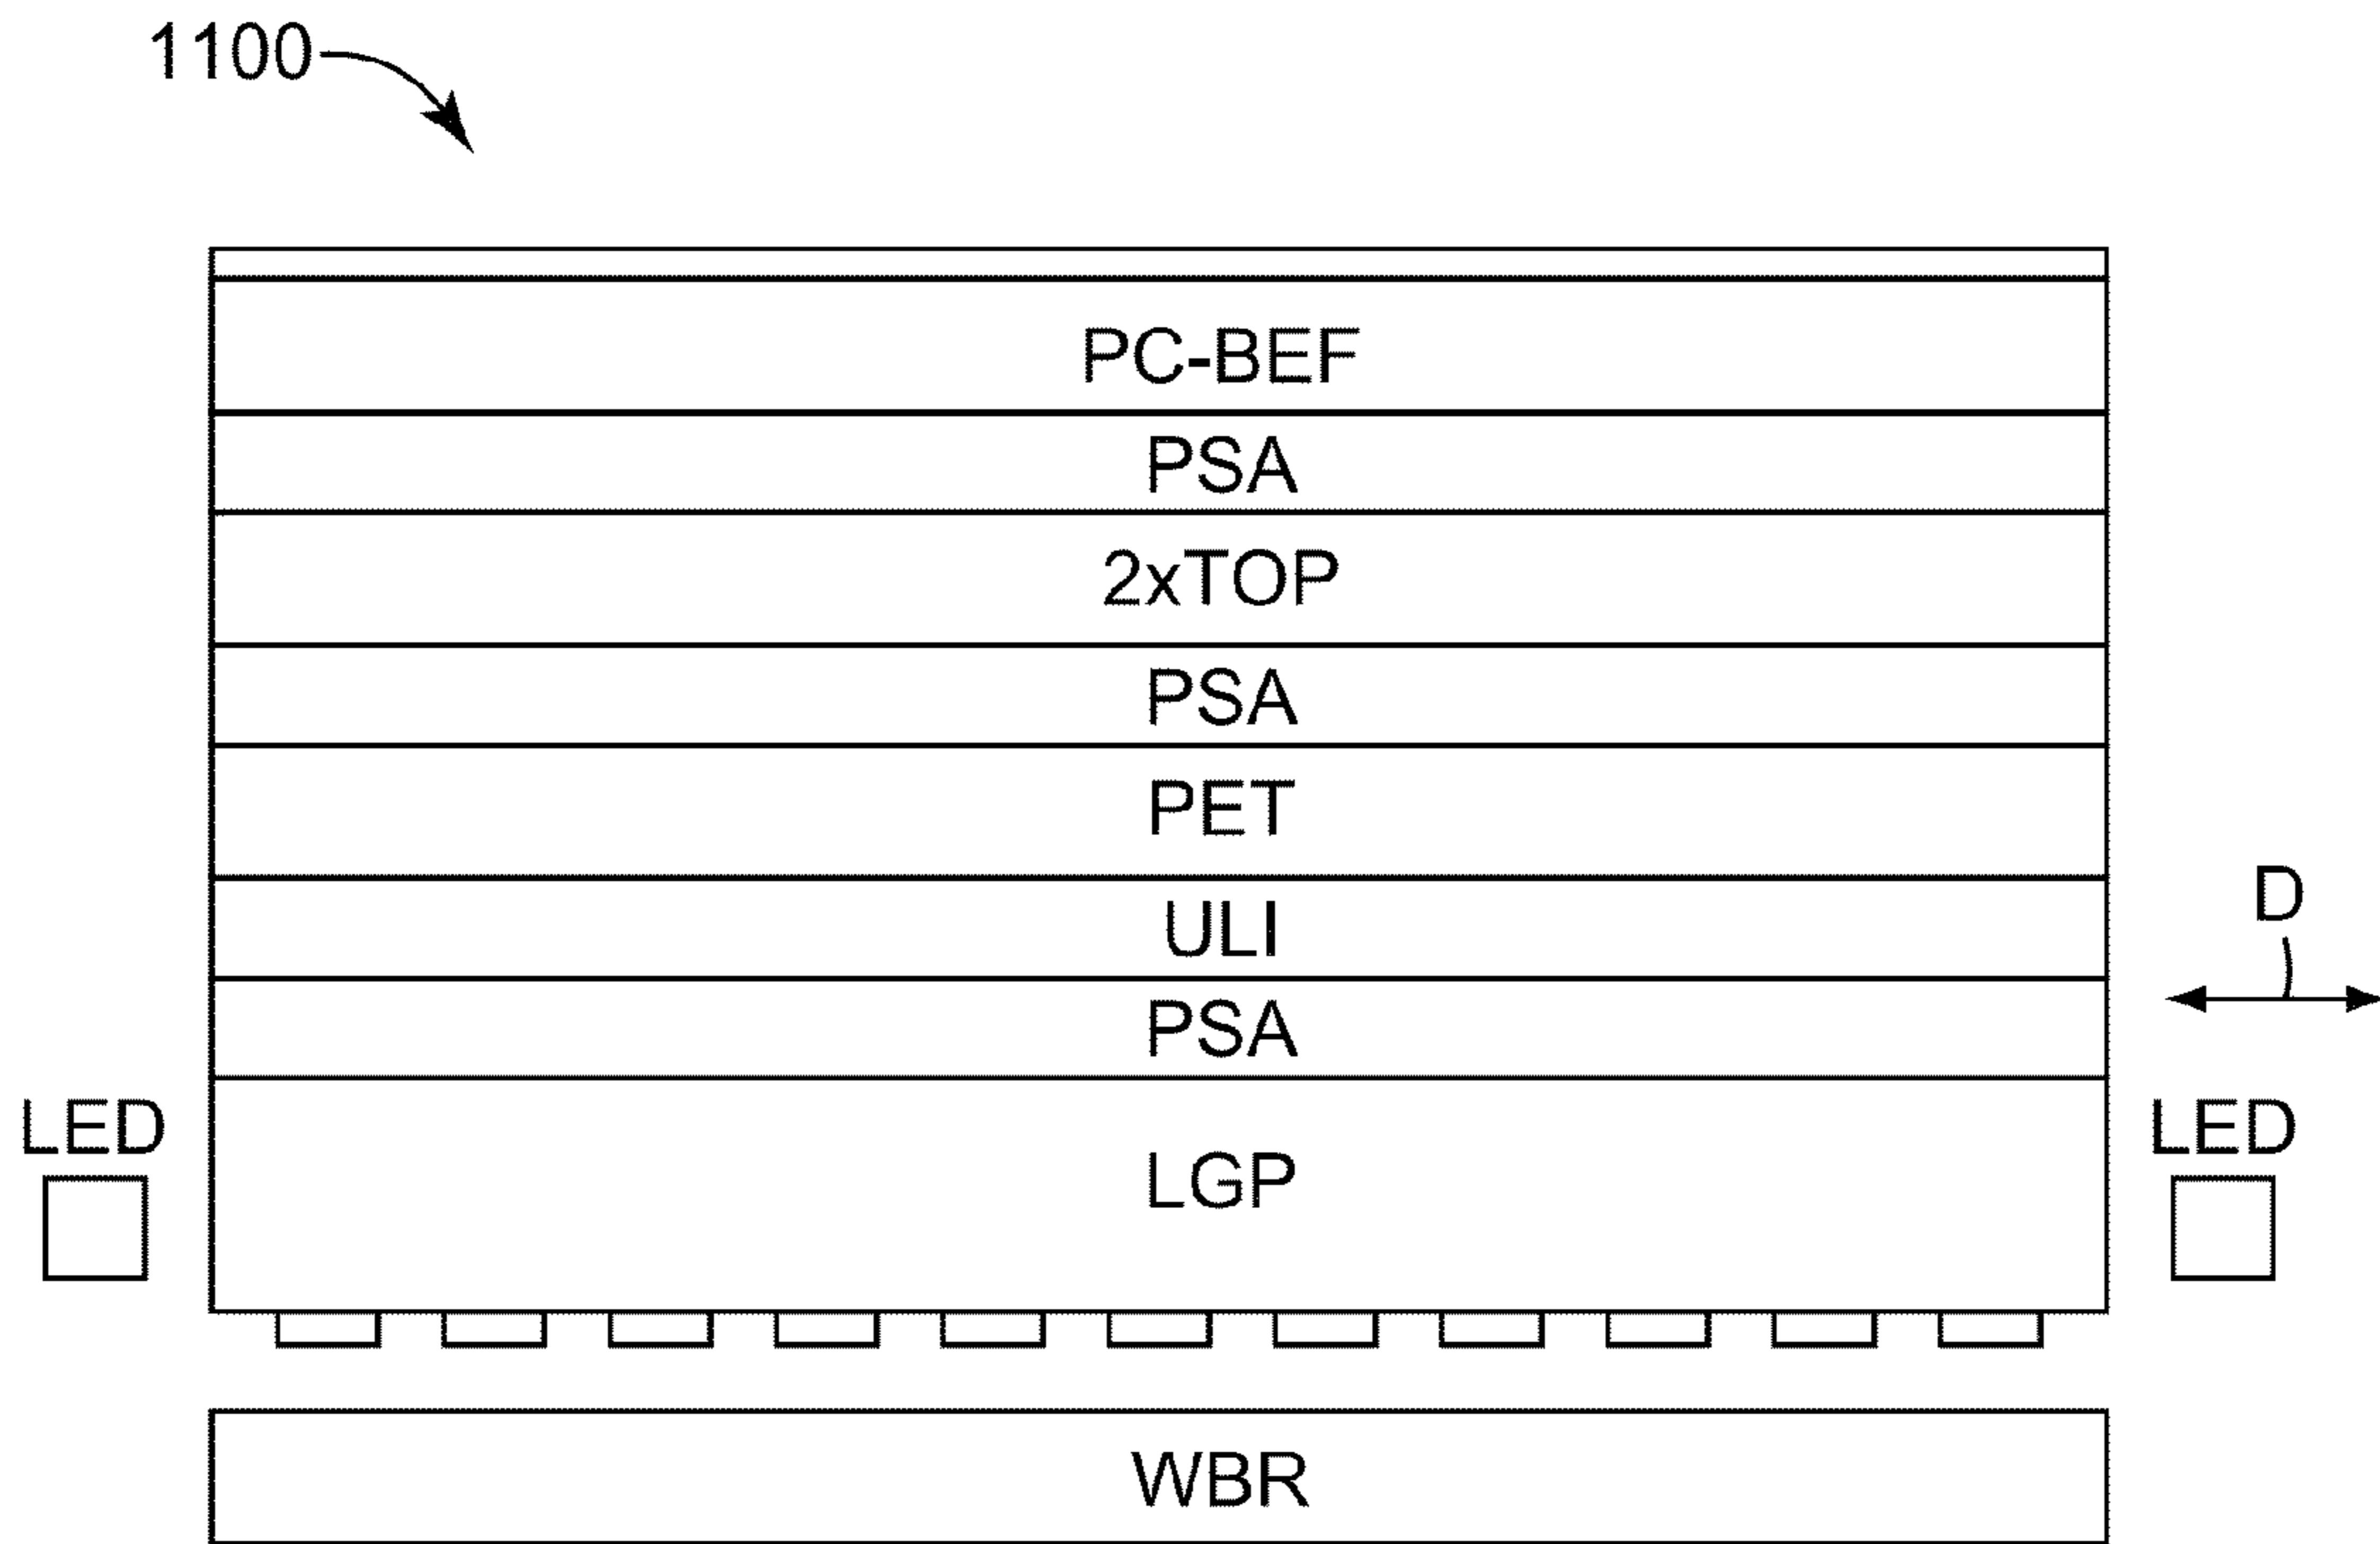 1100
PC-BEF
PSA
2xTOP
PSA
PET
ULI
D
PSA
LED
LED
LGP
WBR